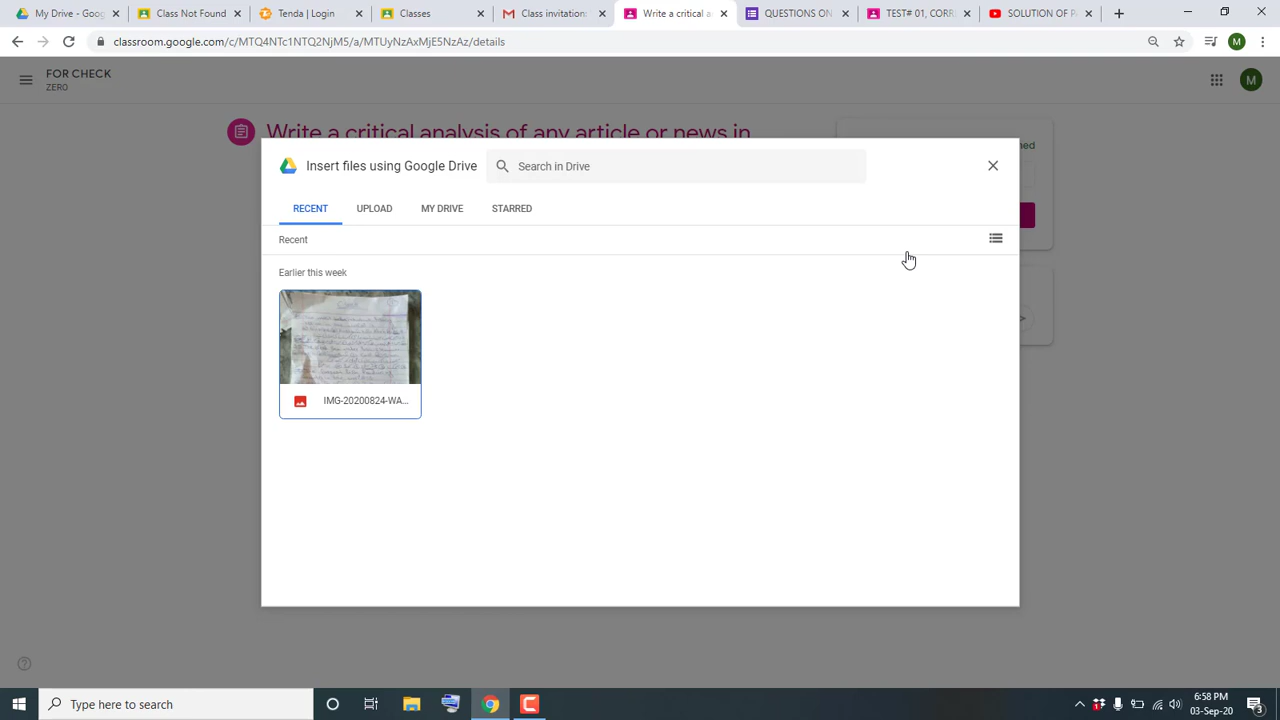 My Drive - Goo
Class Not Found
Tenda | Login
Classes
Class invitation:
Write a critical a
QUESTIONS ON
TEST# 01, CORR
SOLUTION OF P
classroom.google.com/c/MTQ4NTc1NTQ2NjM5/a/MTUyNzAxMjE5NzAz/details
M
FOR CHECK
ZERO
M
Write a critical analysis of any article or news in
ned
Insert files using Google Drive
Search in Drive
RECENT
UPLOAD
MY DRIVE
STARRED
Recent
Earlier this week
IMG-20200824-WA...
Type here to search
6:58 PM
03-Sep-20